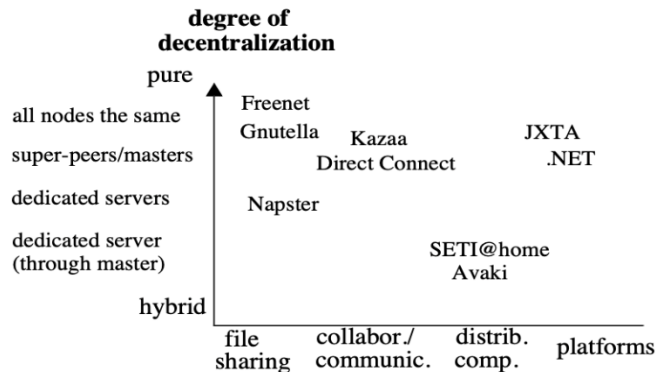 degree of
decentralization
pure
Freenet
all nodes the same
Gnutella
Kazaa
JXTA
super-peers/masters
Direct Connect
.NET
dedicated servers
Napster
dedicated server
(through master)
SETI@home
Avaki
hybrid
file
sharing
collabor./
communic.
distrib.
comp.
platforms